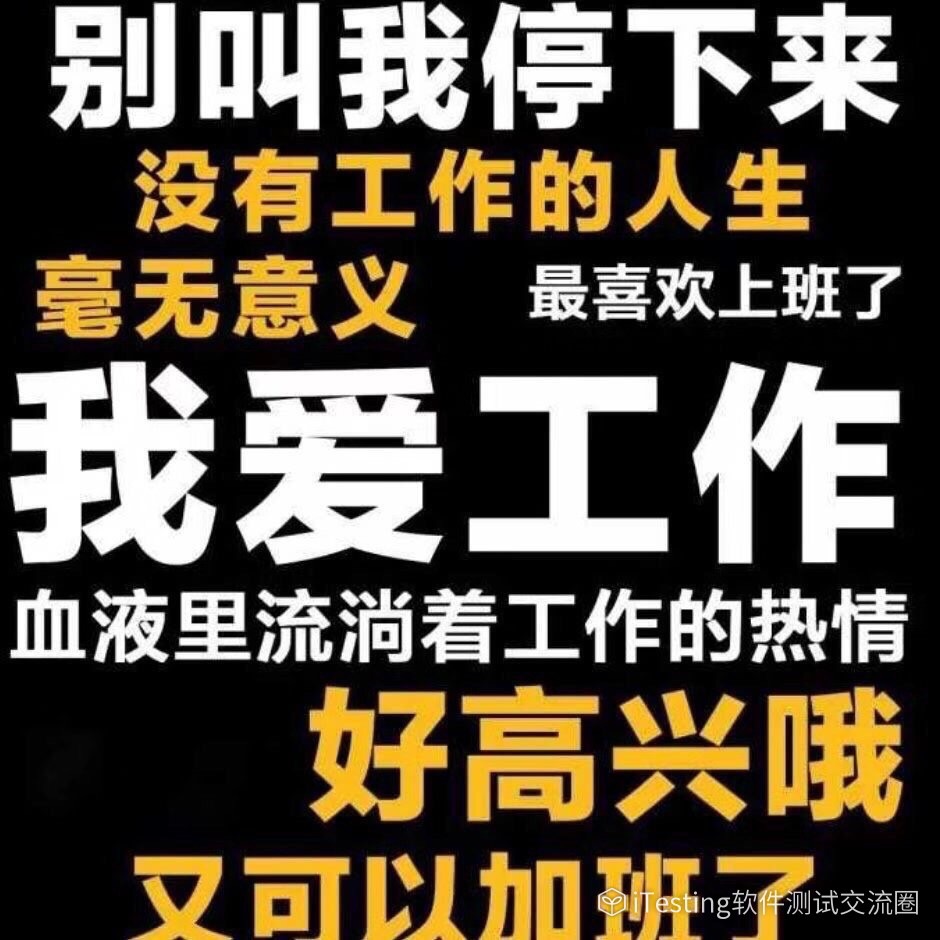 别叫我停下来
没有工作的人生
毫无意义 最喜欢上班了
我爱工作
血液里流淌着工作的热情
好高兴哦
又可以加班了
iTesting软件测试交流圈